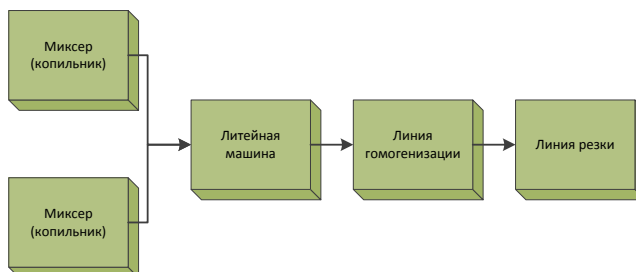 Миксер
(копильник)
Литейная
машина
Линия
гомогенизации
Линия резки
Миксер
(копильник)